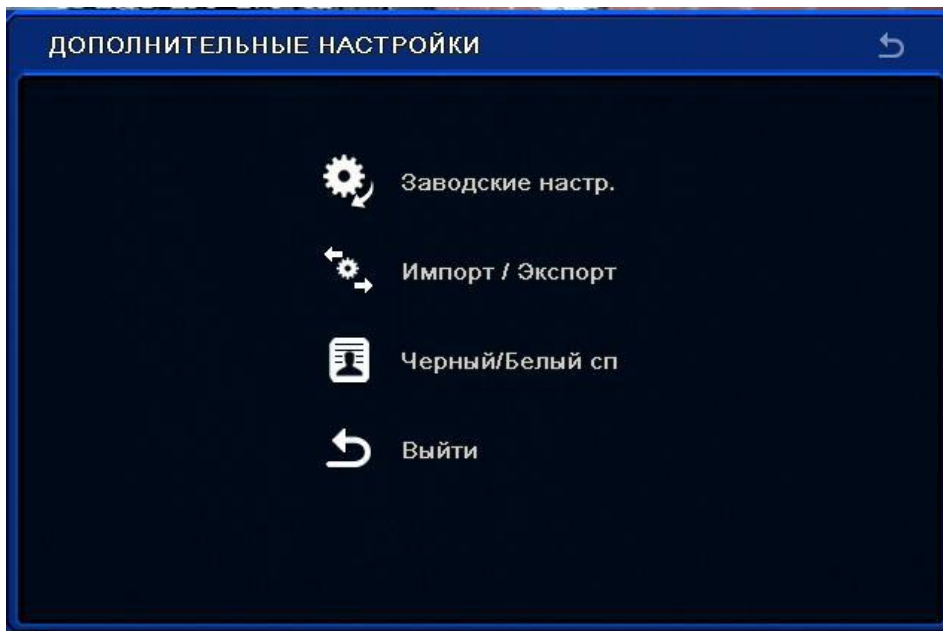 ДОПОЛНИТЕЛЬНЫЕ НАСТРОЙКИ
Заводские настр.
Импорт / Экспорт
Черный/Белый сп
Выйти